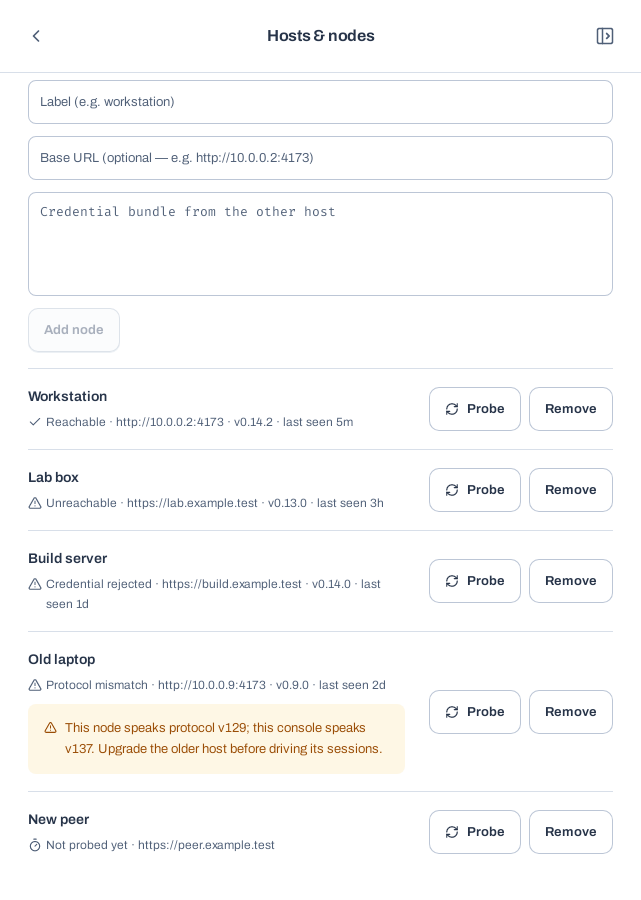 Hosts & nodes
Label (e.g. workstation)
Base URL (optional — e.g. http://10.0.0.2:4173)
Credential bundle from the other host
Add node
Workstation
Reachable · http://10.0.0.2:4173 · v0.14.2 · last seen 5m
Probe
Remove
Lab box
Unreachable · https://lab.example.test · v0.13.0 · last seen 3h
Probe
Remove
Build server
Credential rejected · https://build.example.test · v0.14.0 · last
seen 1d
Probe
Remove
Old laptop
Protocol mismatch · http://10.0.0.9:4173 · v0.9.0 · last seen 2d
This node speaks protocol v129; this console speaks
v137. Upgrade the older host before driving its sessions.
Probe
Remove
New peer
Not probed yet · https://peer.example.test
Probe
Remove